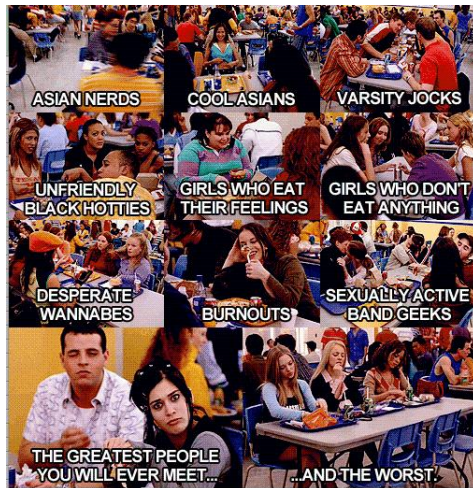 ASIAN NERDS
COOL ASIANS
VARSITY JOCKS
UNFRIENDLY
BLACK HOTTIES
GIRLS WHO EAT
THEIR FEELINGS
GIRLS WHO DON'T
EAT ANYTHING
DESPERATE
WANNABES
BURNOUTS
SEXUALLY ACTIVE
BAND GEEKS
THE GREATEST PEOPLE
YOU WILL EVER MEET...
...AND THE WORST.